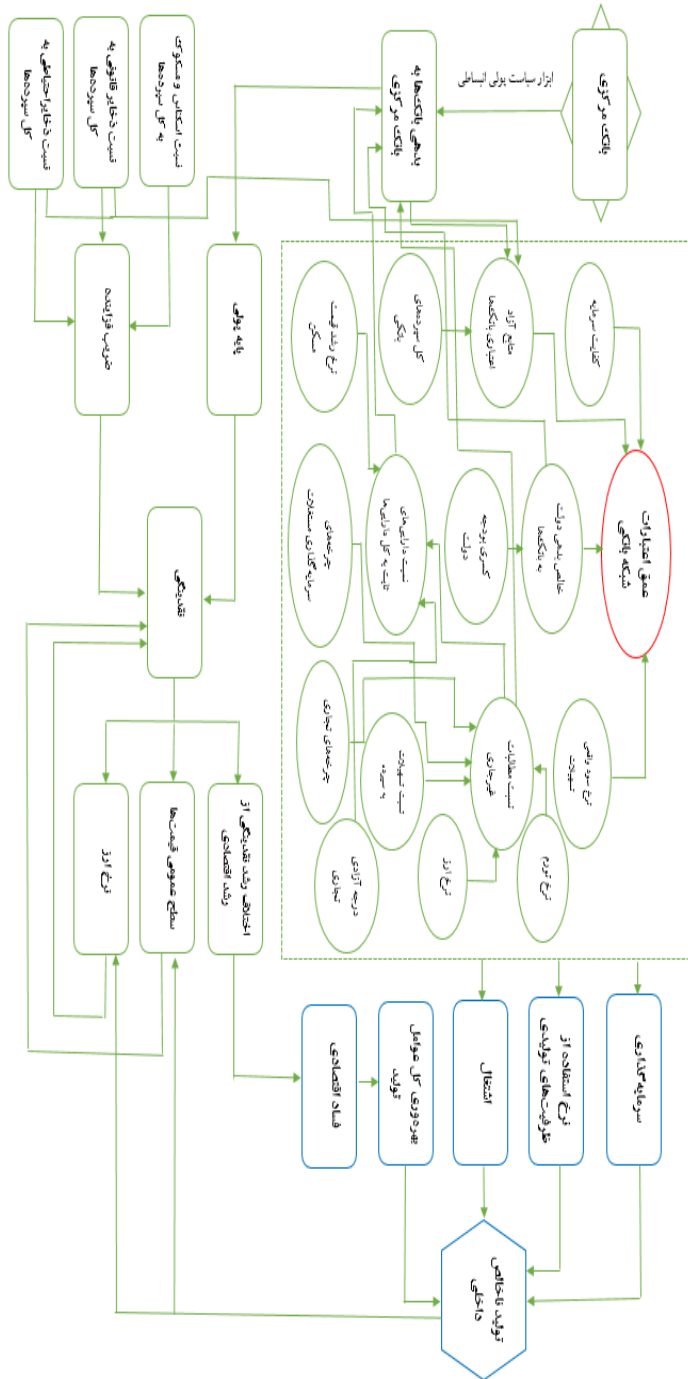 بانک مرکزی
ابزار سیاست پولی انبساطی
بدهی بانک‌ها به
بانک مرکزی
نسبت اسکناس و مسکوک
به کل سپرده‌ها
نسبت ذخایر قانونی به
کل سپرده‌ها
نسبت ذخایر احتیاطی به
کل سپرده‌ها
پایه پولی
ضریب فزاینده
کفایت سرمایه
منابع آزاد
اعتباری بانک‌ها
کل سپرده‌های
بانکی
نرخ رشد قیمت
مسکن
عمق اعتبارات
شبکه بانکی
خالص بدهی دولت
به بانک‌ها
کسری بودجه
دولت
نسبت دارایی‌های
ثابت به کل دارایی‌ها
چرخه‌های
سرمایه گذاری مستغلات
نقدینگی
نرخ سود واقعی
تسهیلات
نرخ تورم
نسبت مطالبات
غیرجاری
نرخ ارز
نسبت تسهیلات
به سپرده
درجه آزادی
تجاری
چرخه‌های تجاری
اختلاف رشد نقدینگی از
رشد اقتصادی
سطح عمومی قیمت‌ها
نرخ ارز
سرمایه‌گذاری
نرخ استفاده از
ظرفیت‌های تولیدی
اشتغال
بهره‌وری کل عوامل
تولید
فساد اقتصادی
تولید ناخالص
داخلی